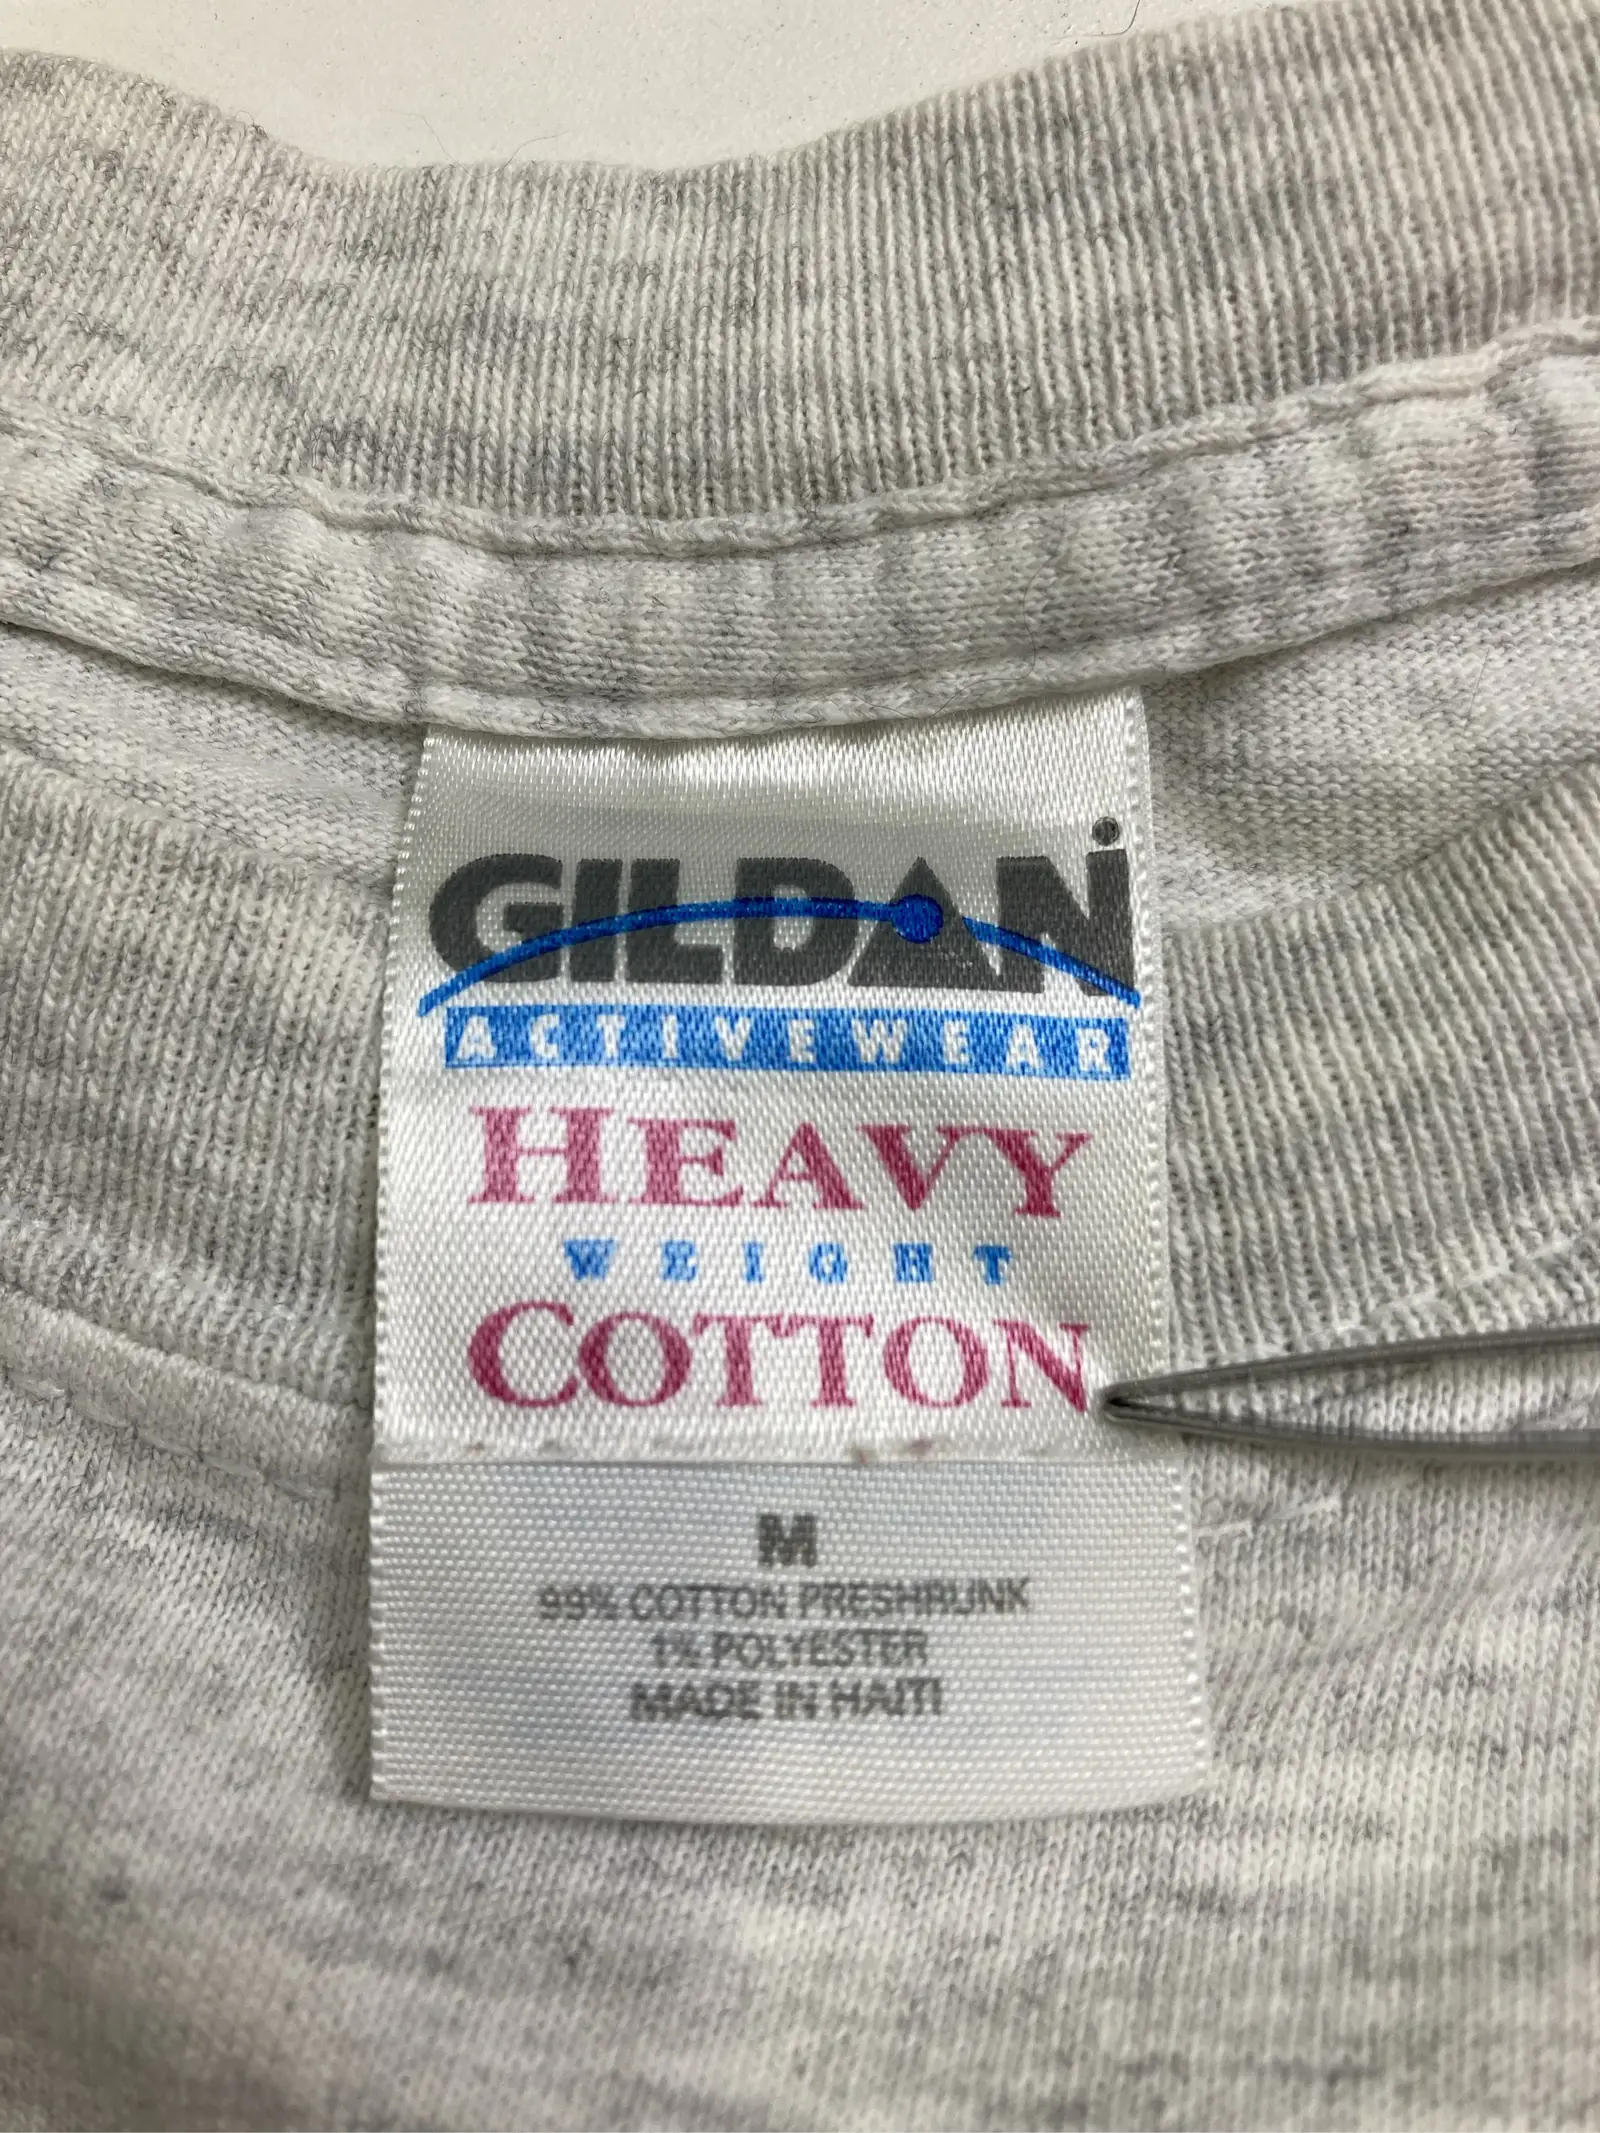 GILDAN
ACTIVEWEAR
HEAVY
WEIGHT
COTTON
M
99% COTTON PRESHRUNK
1% POLYESTER
MADE IN HAITI